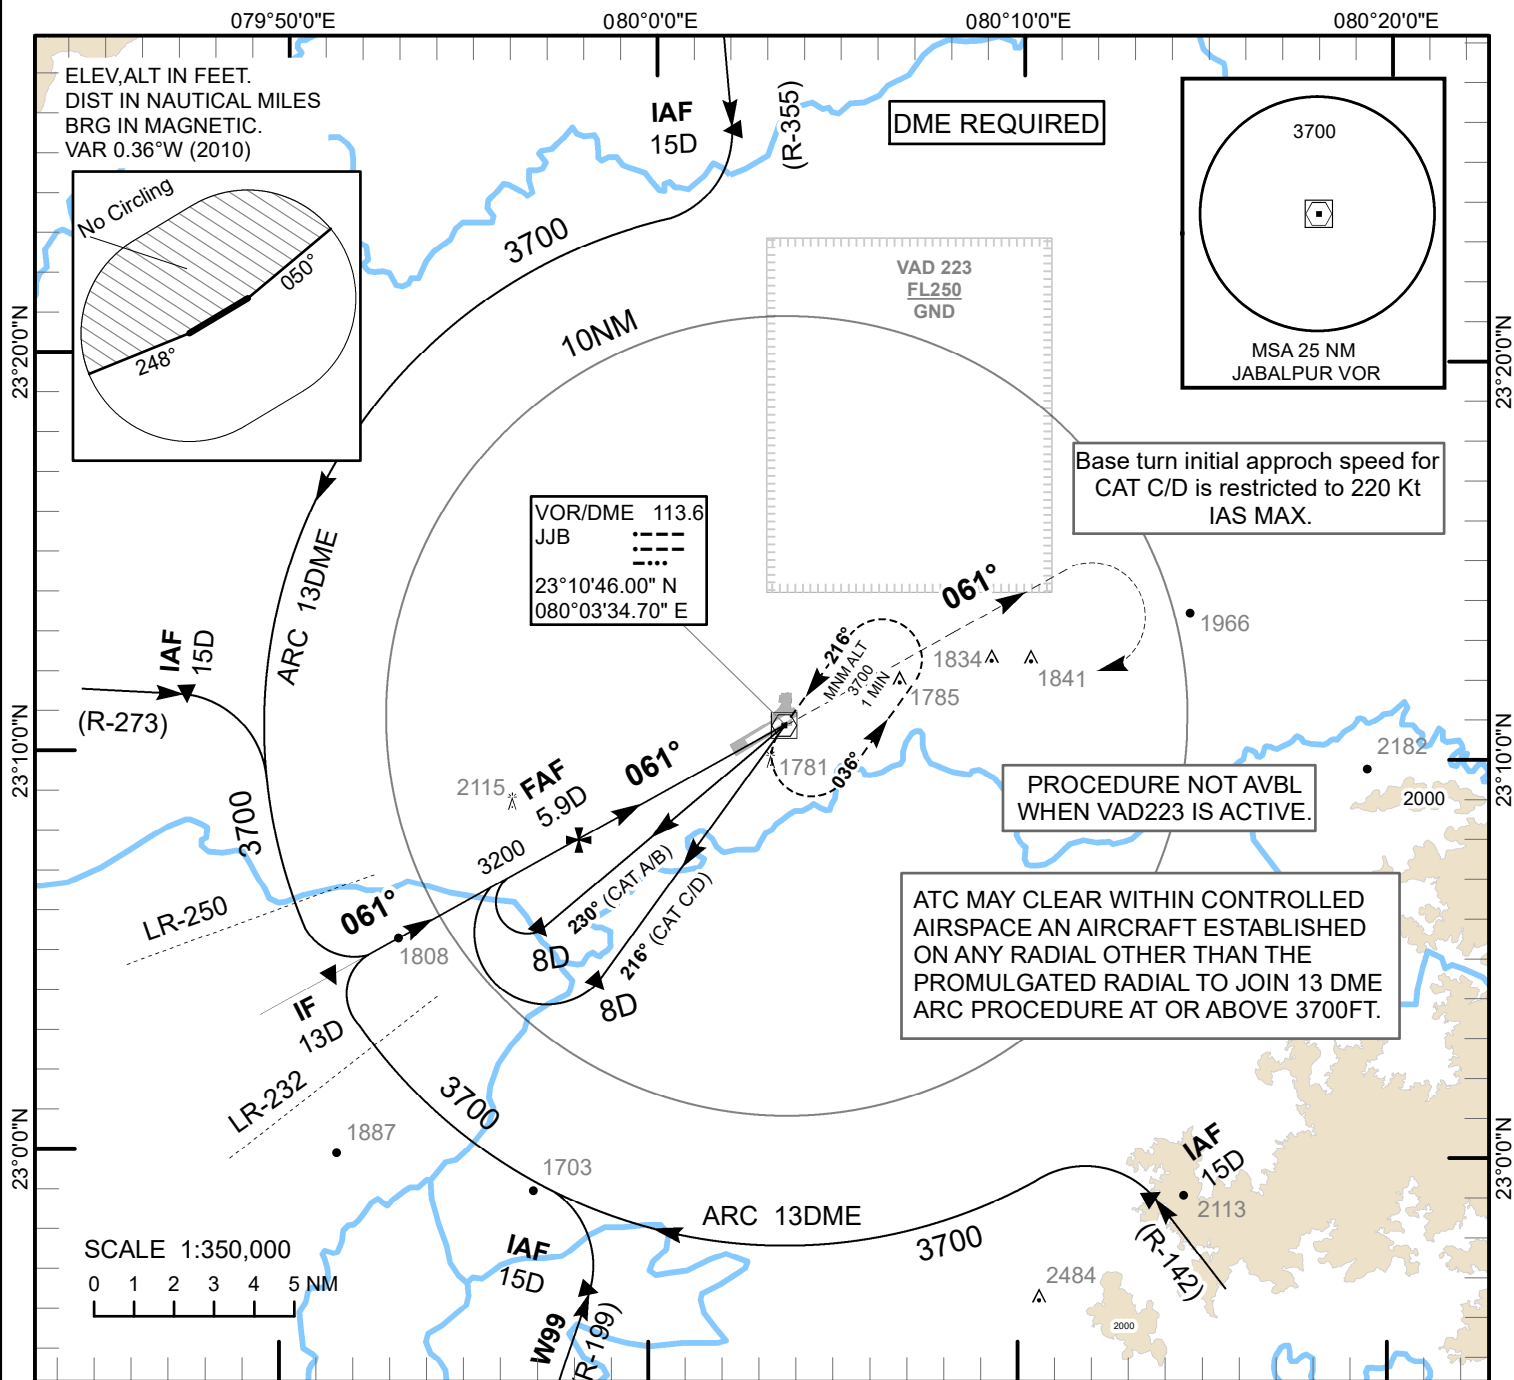 079°50'0"E
080°0'0"E
080°10'0"E
080°20'0"E
ELEV,ALT IN FEET.
DIST IN NAUTICAL MILES
BRG IN MAGNETIC.
VAR 0.36°W (2010)
No Circling
050°
248°
IAF
15D
(R-355)
DME REQUIRED
3700
MSA 25 NM
JABALPUR VOR
3700
10NM
VAD 223
FL250
GND
23°20'0"N
23°20'0"N
Base turn initial approch speed for
CAT C/D is restricted to 220 Kt
IAS MAX.
VOR/DME 113.6
JJB
23°10'46.00" N
080°03'34.70" E
ARC 13DME
061°
1966
IAF
15D
(R-273)
216°
MNM ALT
3700
1 MIN
036°
1834
1841
1785
1781
23°10'0"N
23°10'0"N
2182
2000
2115
FAF
5.9D
061°
3200
3700
PROCEDURE NOT AVBL
WHEN VAD223 IS ACTIVE.
LR-250
061°
1808
230° (CAT A/B)
8D
216° (CAT C/D)
8D
ATC MAY CLEAR WITHIN CONTROLLED
AIRSPACE AN AIRCRAFT ESTABLISHED
ON ANY RADIAL OTHER THAN THE
PROMULGATED RADIAL TO JOIN 13 DME
ARC PROCEDURE AT OR ABOVE 3700FT.
IF
13D
LR-232
3700
1887
1703
23°0'0"N
23°0'0"N
IAF
15D
2113
(R-142)
ARC 13DME
3700
IAF
15D
W99
(R-199)
2484
2000
SCALE 1:350,000
0 1 2 3 4 5 NM